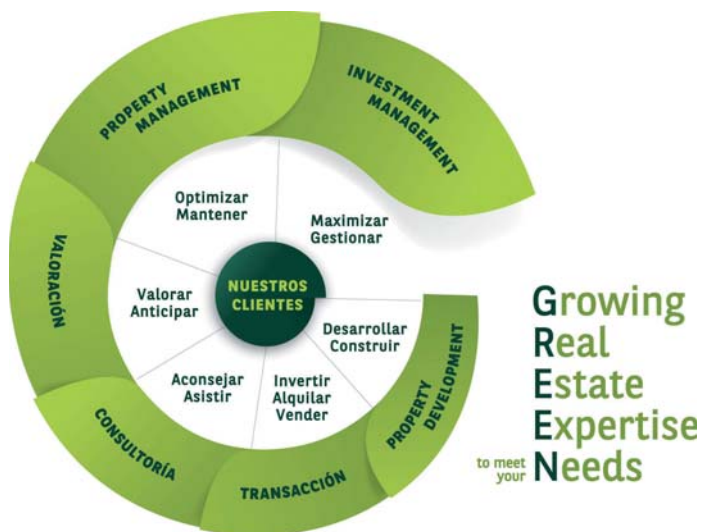 PROPERTY
MANAGEMENT
INVESTMENT
MANAGEMENT
Optimizar
Mantener
Maximizar
Gestionar
VALORACIÓN
Valorar
Anticipar
NUESTROS
CLIENTES
Desarrollar
Construir
Aconsejar
Asistir
Invertir
Alquilar
Vender
PROPERTY
DEVELOPMENT
CONSULTORÍA
TRANSACCIÓN
Growing
Real
Estate
Expertise
to meet
your Needs